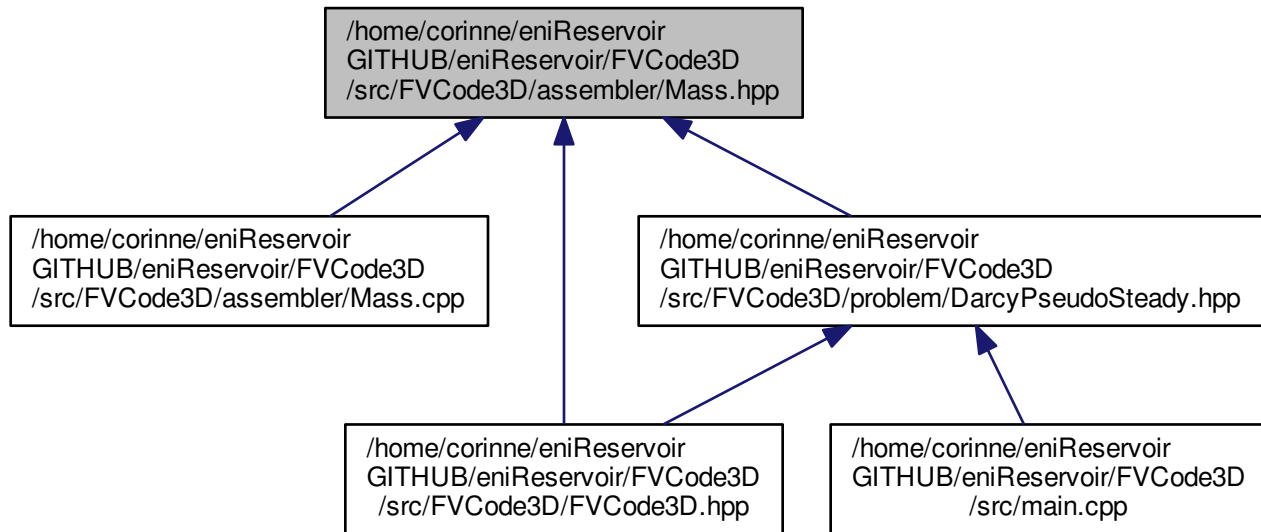 /home/corinne/eniReservoir
GITHUB/eniReservoir/FVCode3D
/src/FVCode3D/assembler/Mass.hpp
/home/corinne/eniReservoir
GITHUB/eniReservoir/FVCode3D
/src/FVCode3D/assembler/Mass.cpp
/home/corinne/eniReservoir
GITHUB/eniReservoir/FVCode3D
/src/FVCode3D/problem/DarcyPseudoSteady.hpp
/home/corinne/eniReservoir
GITHUB/eniReservoir/FVCode3D
/src/FVCode3D/FVCode3D.hpp
/home/corinne/eniReservoir
GITHUB/eniReservoir/FVCode3D
/src/main.cpp